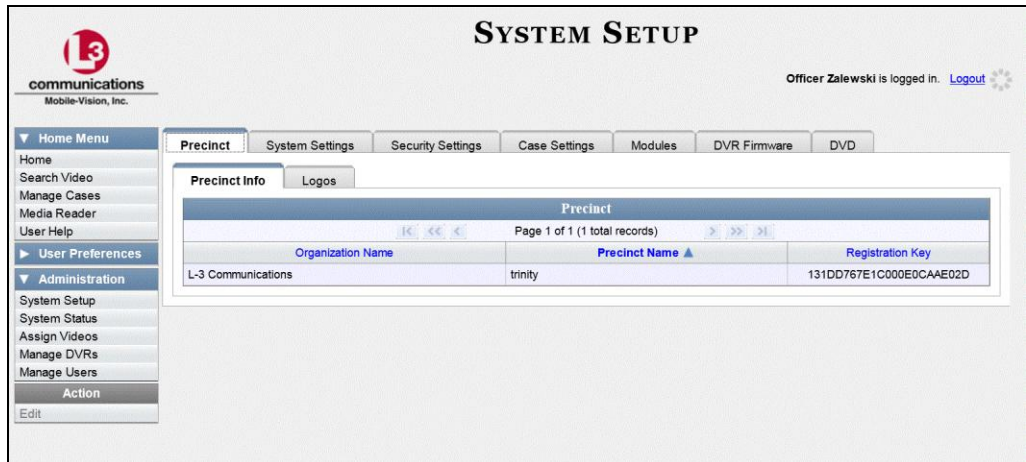 SYSTEM SETUP
L3
communications
Mobile-Vision, Inc.
Officer Zalewski is logged in. Logout
Home Menu
Home
Search Video
Manage Cases
Media Reader
User Help
User Preferences
Administration
System Setup
System Status
Assign Videos
Manage DVRs
Manage Users
Action
Edit
Precinct System Settings Security Settings Case Settings Modules DVR Firmware DVD
Precinct Info Logos
Precinct
|< << < Page 1 of 1 (1 total records) > >> >|
Organization Name Precinct Name Registration Key
L-3 Communications trinity 131DD767E1C000E0CAAE02D